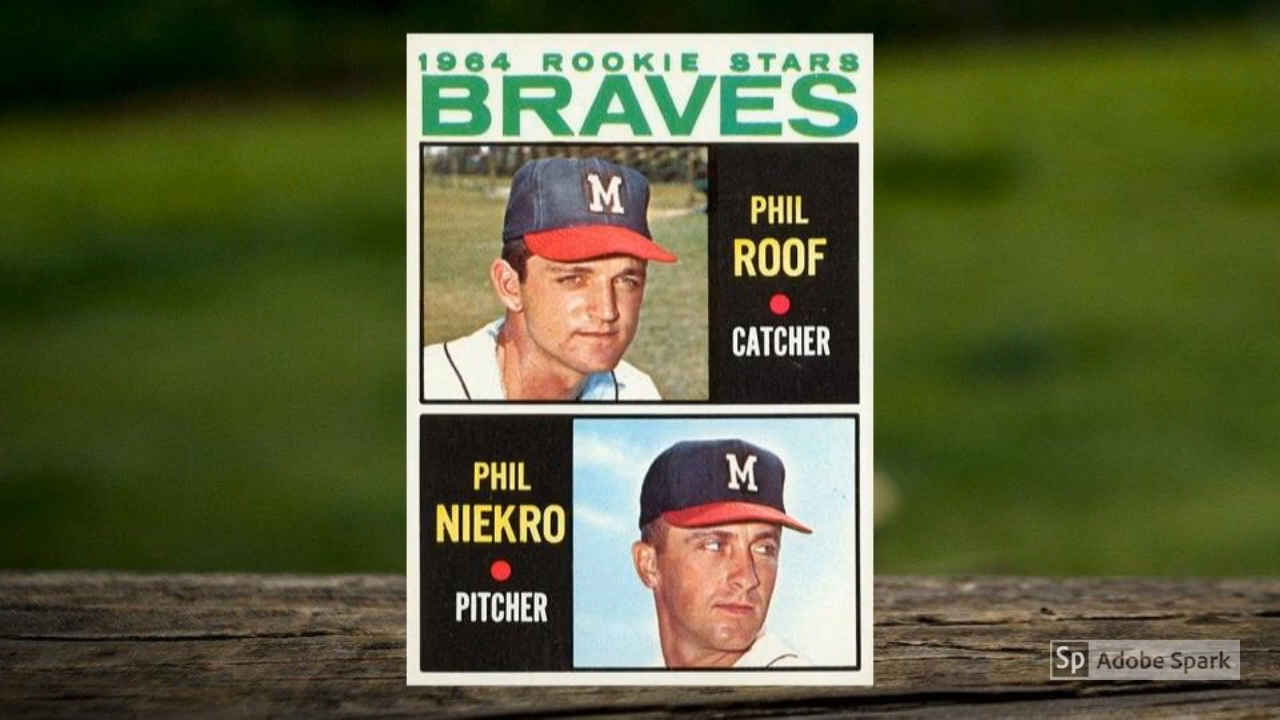 1964 ROOKIE STARS
BRAVES
M
PHIL
ROOF
CATCHER
PHIL
NIEKRO
PITCHER
M
Sp Adobe Spark